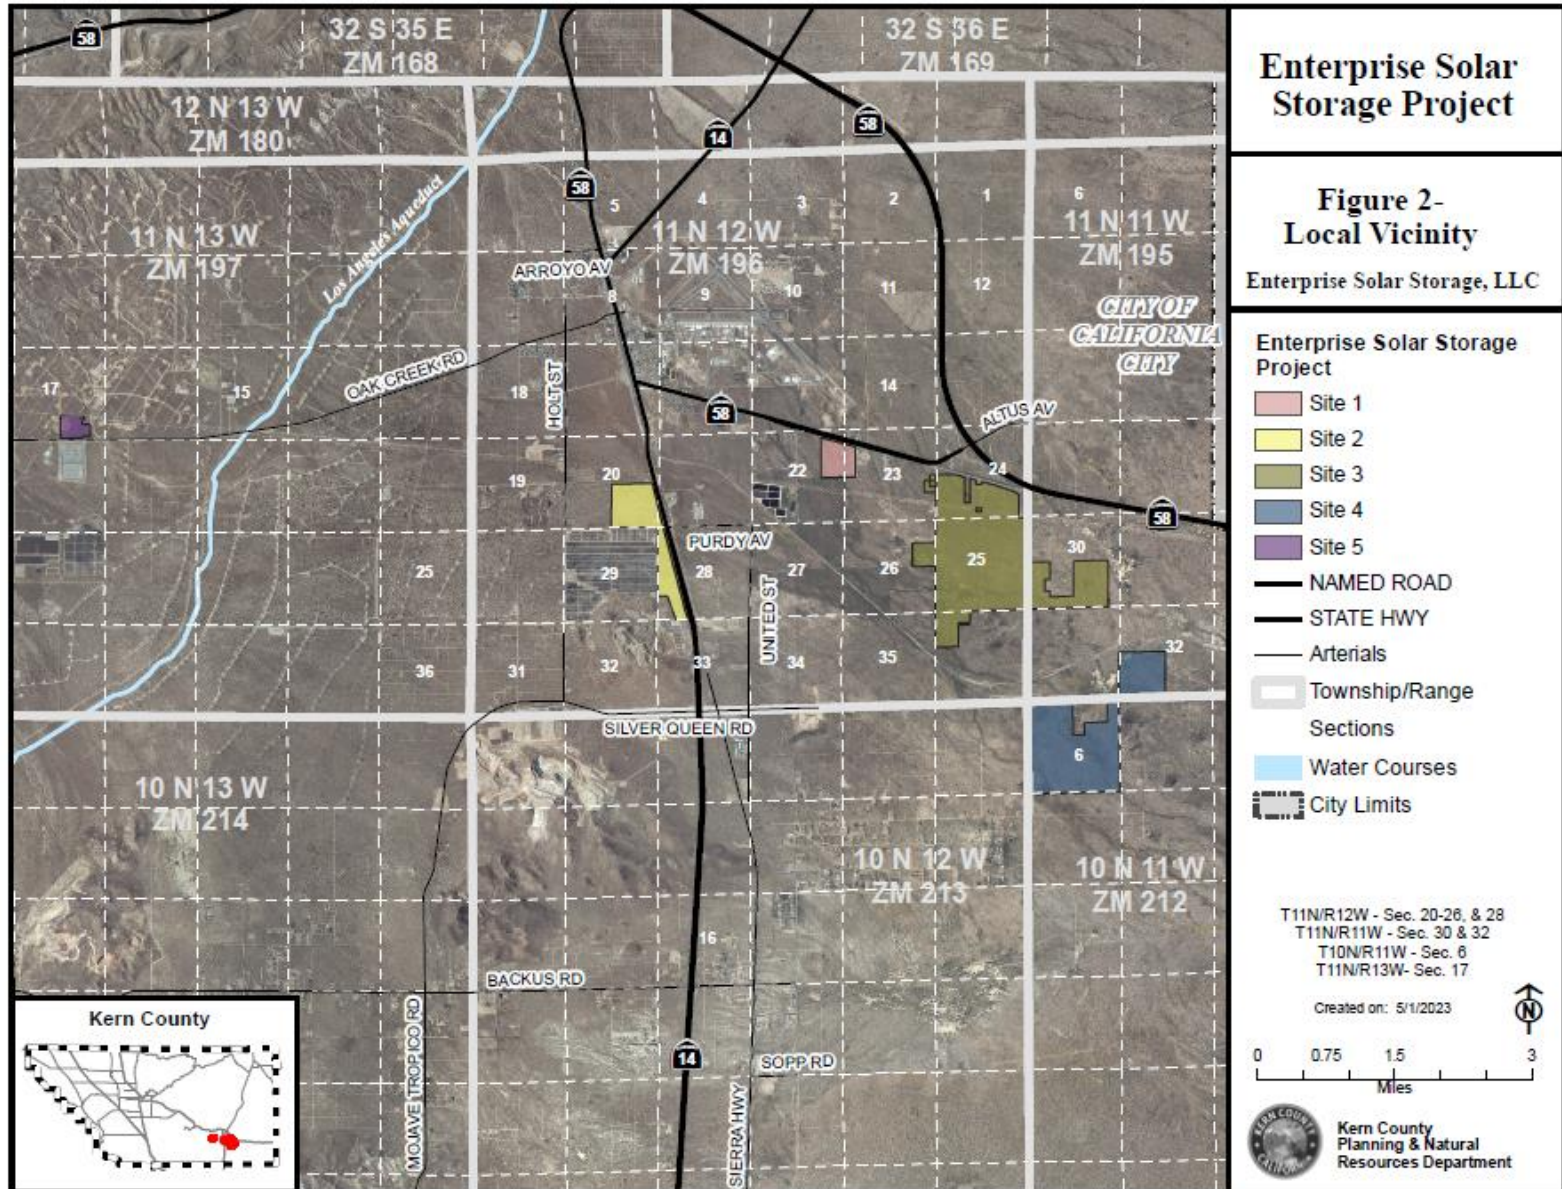 58
32 S 35 E
ZM 168
32 S 36 E
ZM 169
12 N 13 W
ZM 180
14
58
58
Los Angeles Aqueduct
5
4
3
2
1
6
11 N 13 W
ZM 197
11 N 12 W
ZM 196
11 N 11 W
ZM 195
ARROYO AV
8
9
10
11
12
CITY OF
CALIFORNIA
CITY
17
15
OAK CREEK RD
18
HOLT ST
14
58
ALTUS AV
19
20
22
23
24
58
PURDY AV
25
29
28
27
26
25
30
UNITED ST
36
31
32
33
34
35
32
SILVER QUEEN RD
6
10 N 13 W
ZM 214
10 N 12 W
ZM 213
10 N 11 W
ZM 212
16
BACKUS RD
MOJAVE TROPICO RD
14
SOPP RD
SIERRA HWY
Kern County
Enterprise Solar
Storage Project
Figure 2-
Local Vicinity
Enterprise Solar Storage, LLC
Enterprise Solar Storage
Project
Site 1
Site 2
Site 3
Site 4
Site 5
NAMED ROAD
STATE HWY
Arterials
Township/Range
Sections
Water Courses
City Limits
T11N/R12W - Sec. 20-26, & 28
T11N/R11W - Sec. 30 & 32
T10N/R11W - Sec. 6
T11N/R13W- Sec. 17
Created on: 5/1/2023
N
0 0.75 1.5 3
Miles
KERN COUNTY
CALIFORNIA
Kern County
Planning & Natural
Resources Department